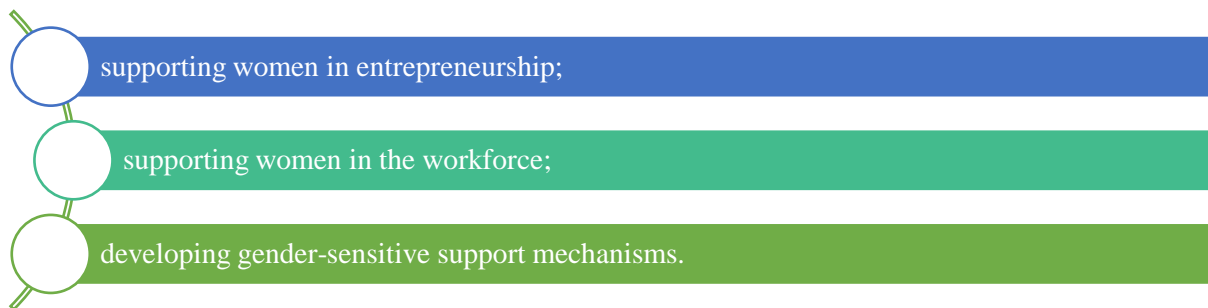 supporting women in entrepreneurship;
supporting women in the workforce;
developing gender-sensitive support mechanisms.